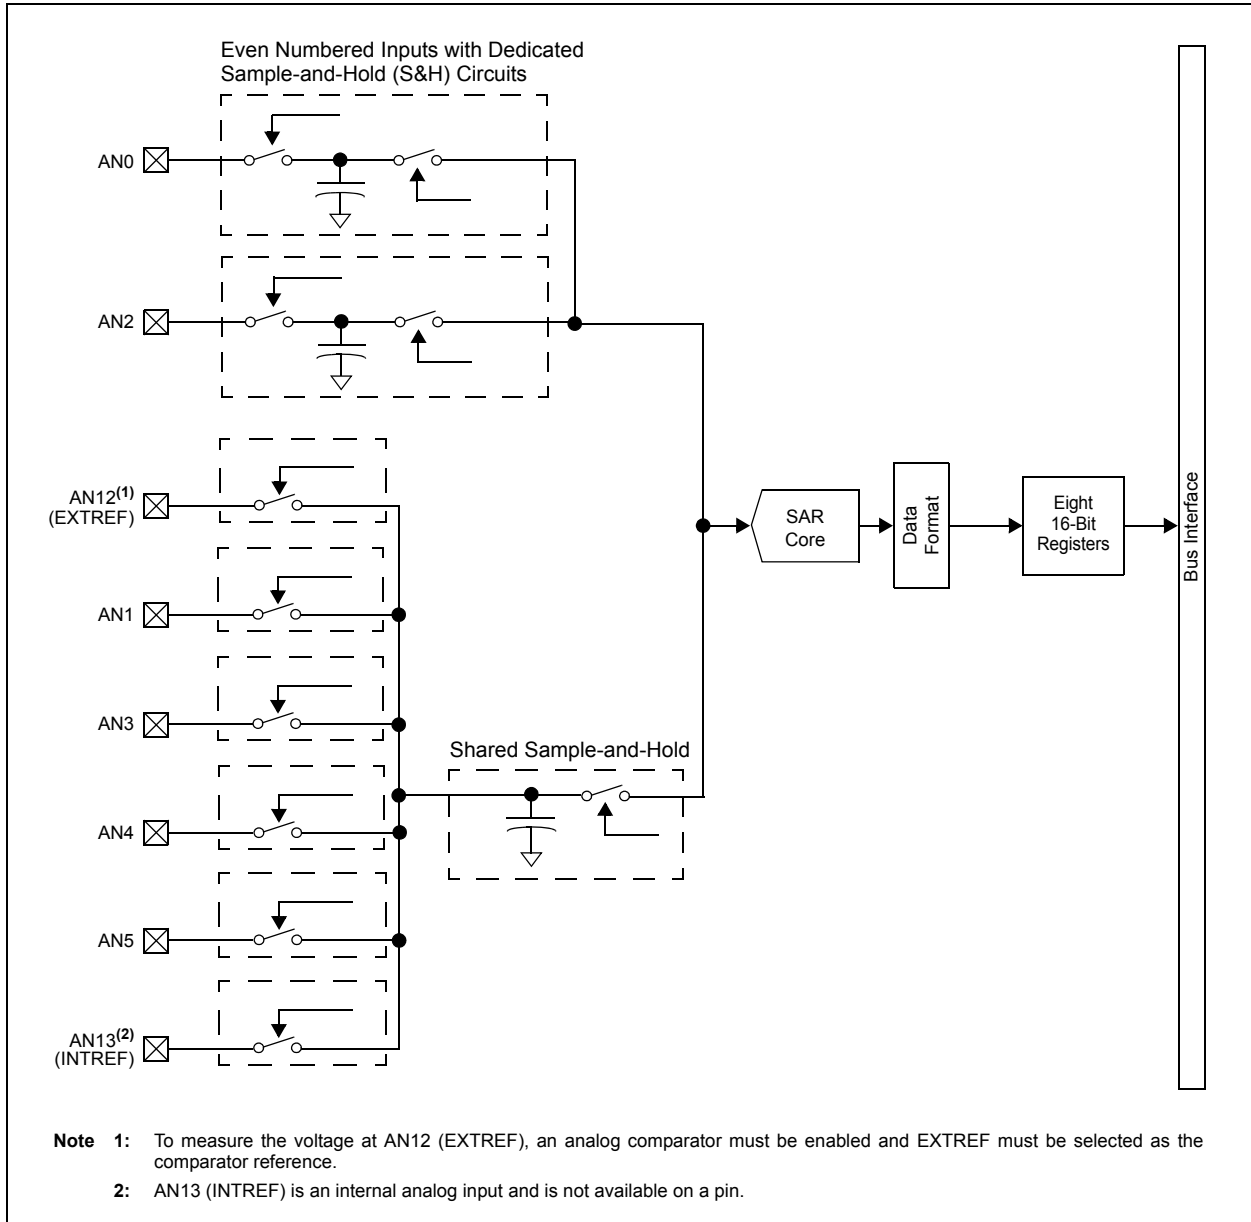 Even Numbered Inputs with Dedicated
Sample-and-Hold (S&H) Circuits
AN0
AN2
AN12(1)
(EXTREF)
AN1
AN3
AN4
AN5
AN13(2)
(INTREF)
Shared Sample-and-Hold
SAR
Core
Data
Format
Eight
16-Bit
Registers
Bus Interface
Note 1: To measure the voltage at AN12 (EXTREF), an analog comparator must be enabled and EXTREF must be selected as the
comparator reference.
2: AN13 (INTREF) is an internal analog input and is not available on a pin.